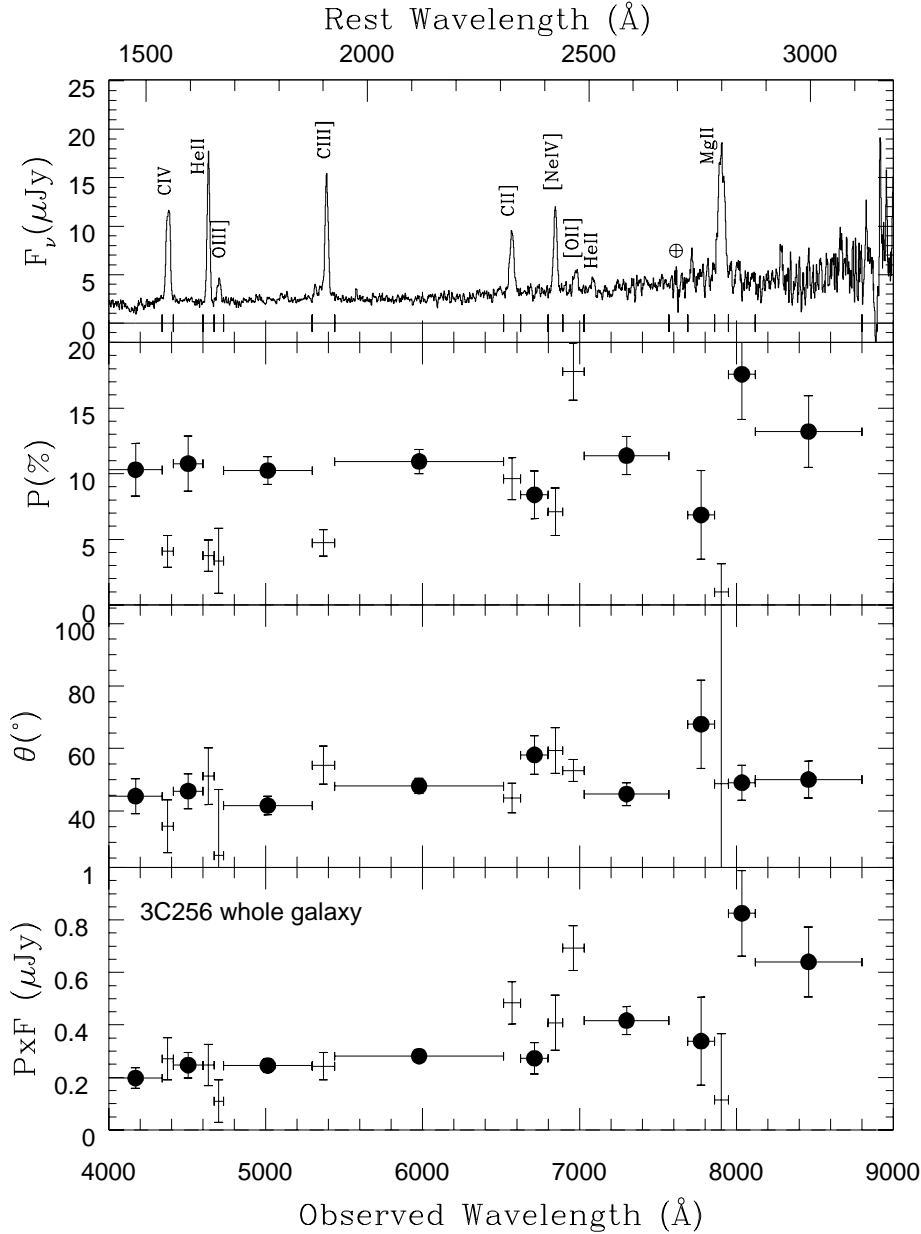 Rest Wavelength (Å)
1500 2000 2500 3000
25
20
15
10
5
0
F_ν(μJy)
CIV
HeII
OIII]
CIII]
CII]
[NeIV]
[OII]
HeII
⊕
MgII
20
15
10
5
0
P(%)
100
80
60
40
θ(°)
1
0.8
0.6
0.4
0.2
0
PxF (μJy)
3C256 whole galaxy
4000 5000 6000 7000 8000 9000
Observed Wavelength (Å)